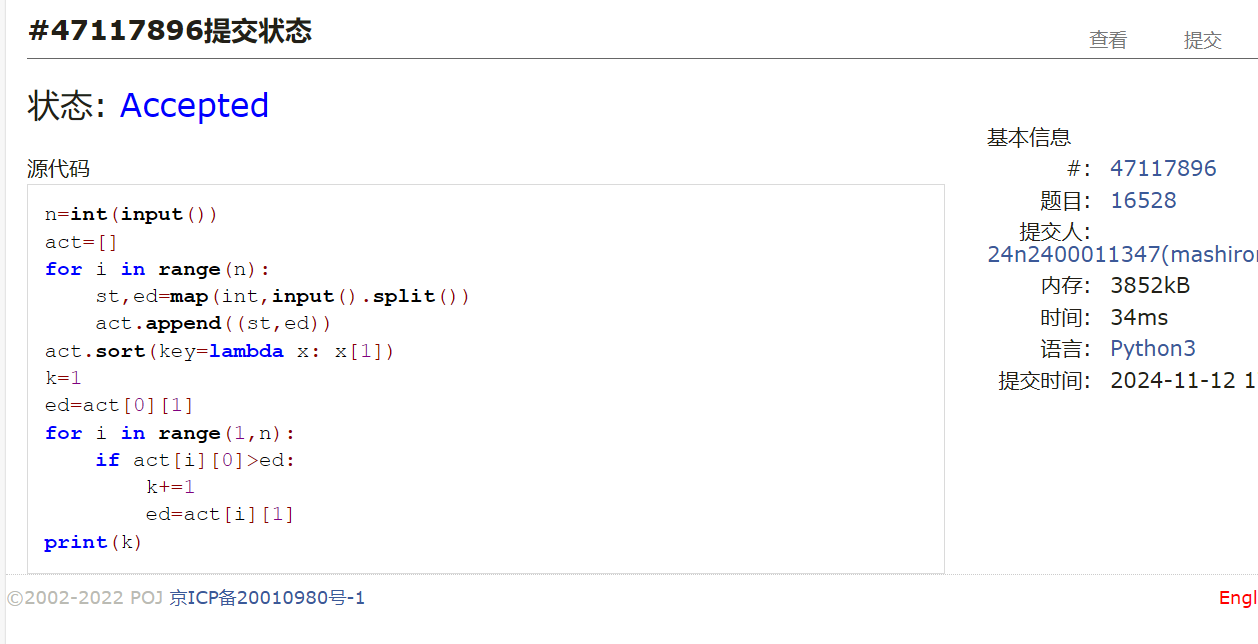 #47117896提交状态
查看 提交
状态: Accepted
源代码
n=int(input())
act=[]
for i in range(n):
    st,ed=map(int,input().split())
    act.append((st,ed))
act.sort(key=lambda x: x[1])
k=1
ed=act[0][1]
for i in range(1,n):
    if act[i][0]>ed:
        k+=1
        ed=act[i][1]
print(k)
基本信息
#: 47117896
题目: 16528
提交人:
24n2400011347(mashiro
内存: 3852kB
时间: 34ms
语言: Python3
提交时间: 2024-11-12 1
©2002-2022 POJ 京ICP备20010980号-1
Engl